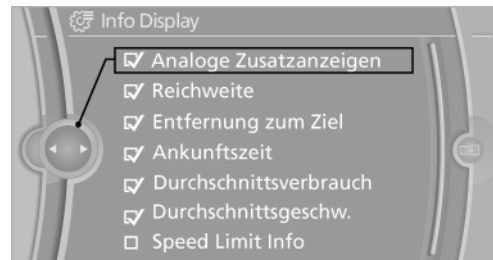 Info Display
Analoge Zusatzanzeigen
Reichweite
Entfernung zum Ziel
Ankunftszeit
Durchschnittsverbrauch
Durchschnittsgeschw.
Speed Limit Info